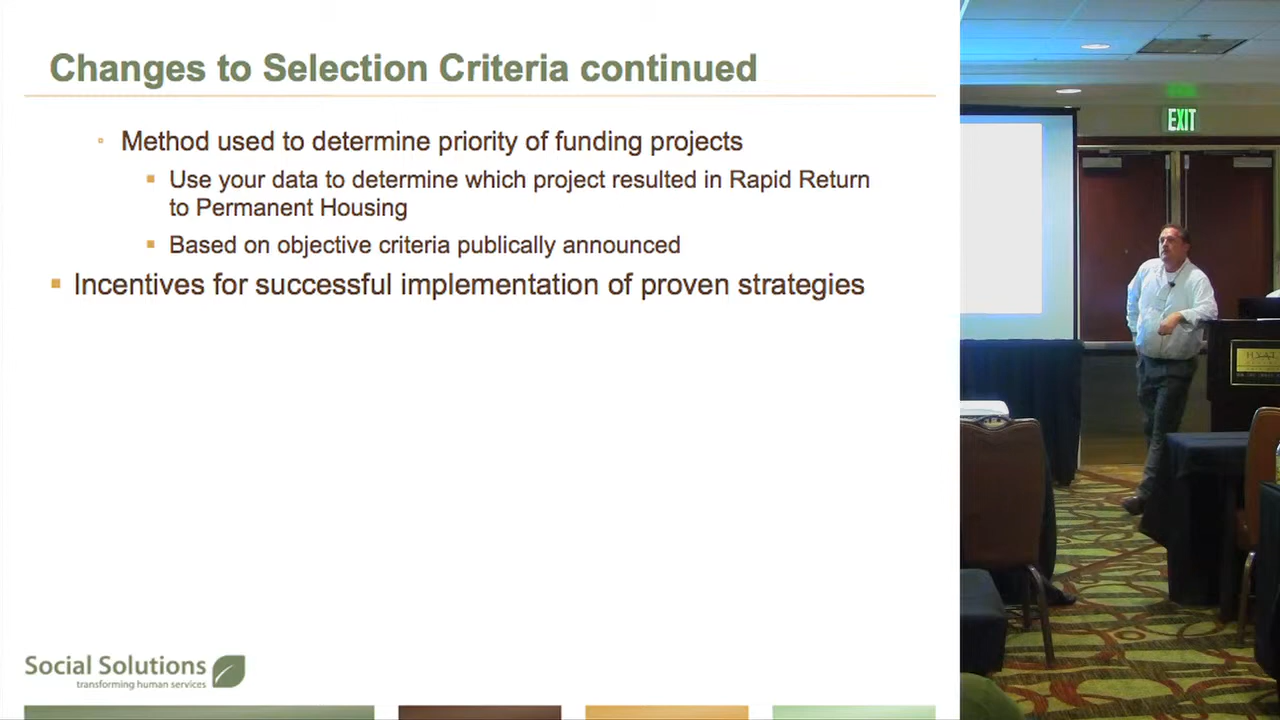 Changes to Selection Criteria continued
Method used to determine priority of funding projects
Use your data to determine which project resulted in Rapid Return
to Permanent Housing
Based on objective criteria publically announced
Incentives for successful implementation of proven strategies
Social Solutions
transforming human services
EXIT